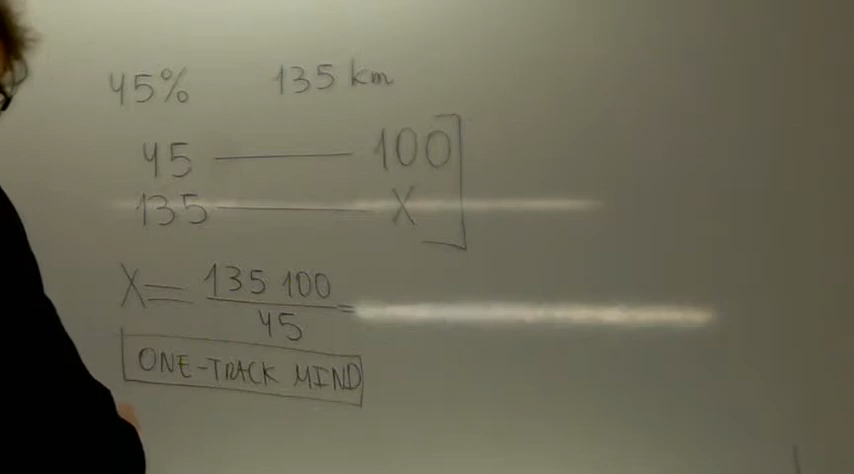 45% 135 km
45 — 100
135 — X
X = 135 100 =
45
ONE-TRACK MIND